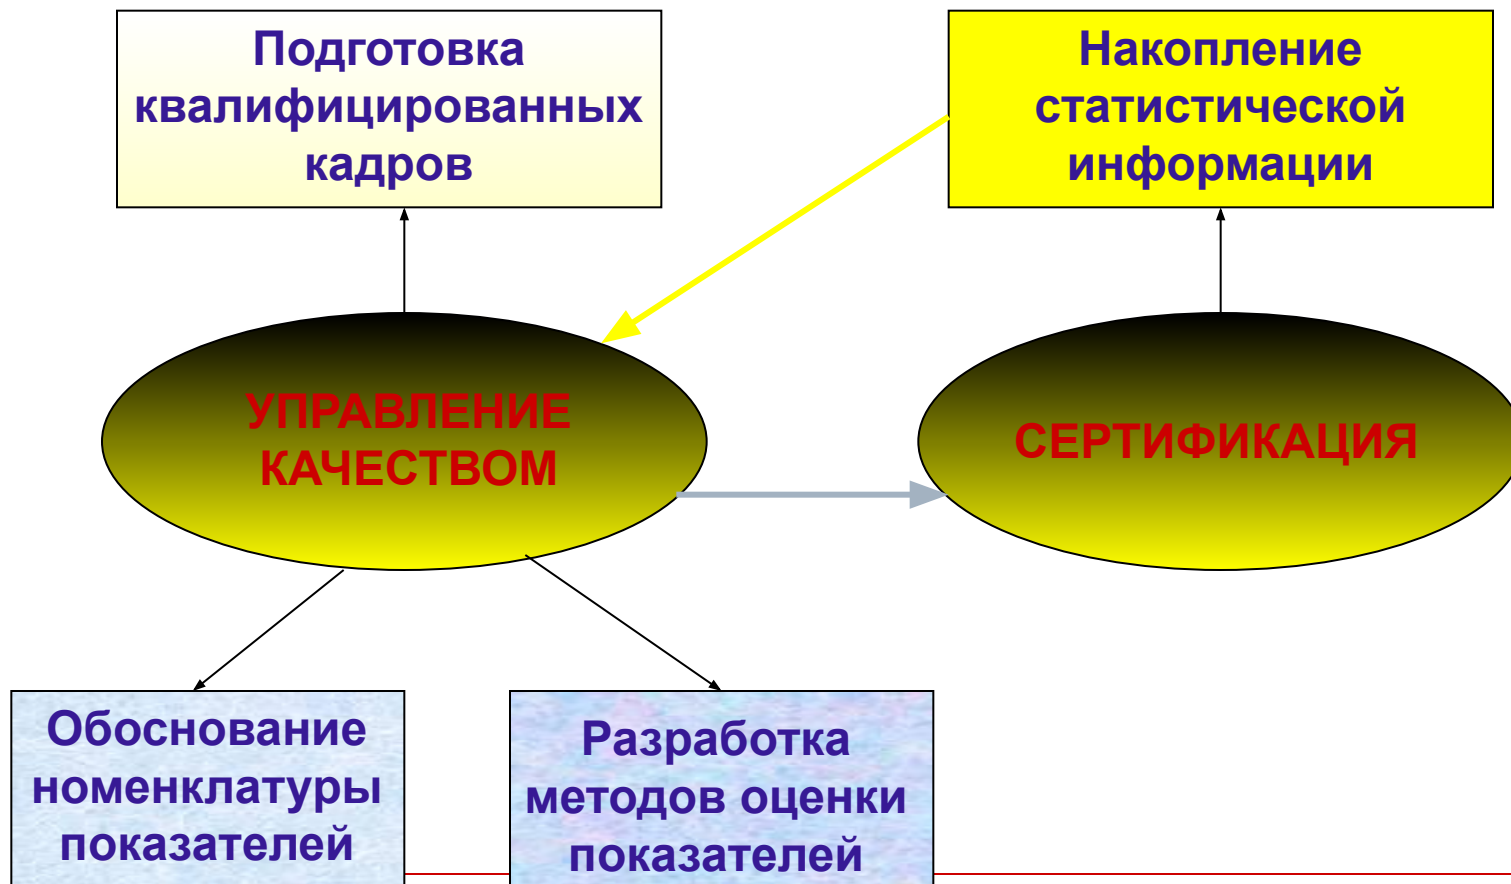 Подготовка
квалифицированных
кадров
Накопление
статистической
информации
УПРАВЛЕНИЕ
КАЧЕСТВОМ
СЕРТИФИКАЦИЯ
Обоснование
номенклатуры
показателей
Разработка
методов оценки
показателей